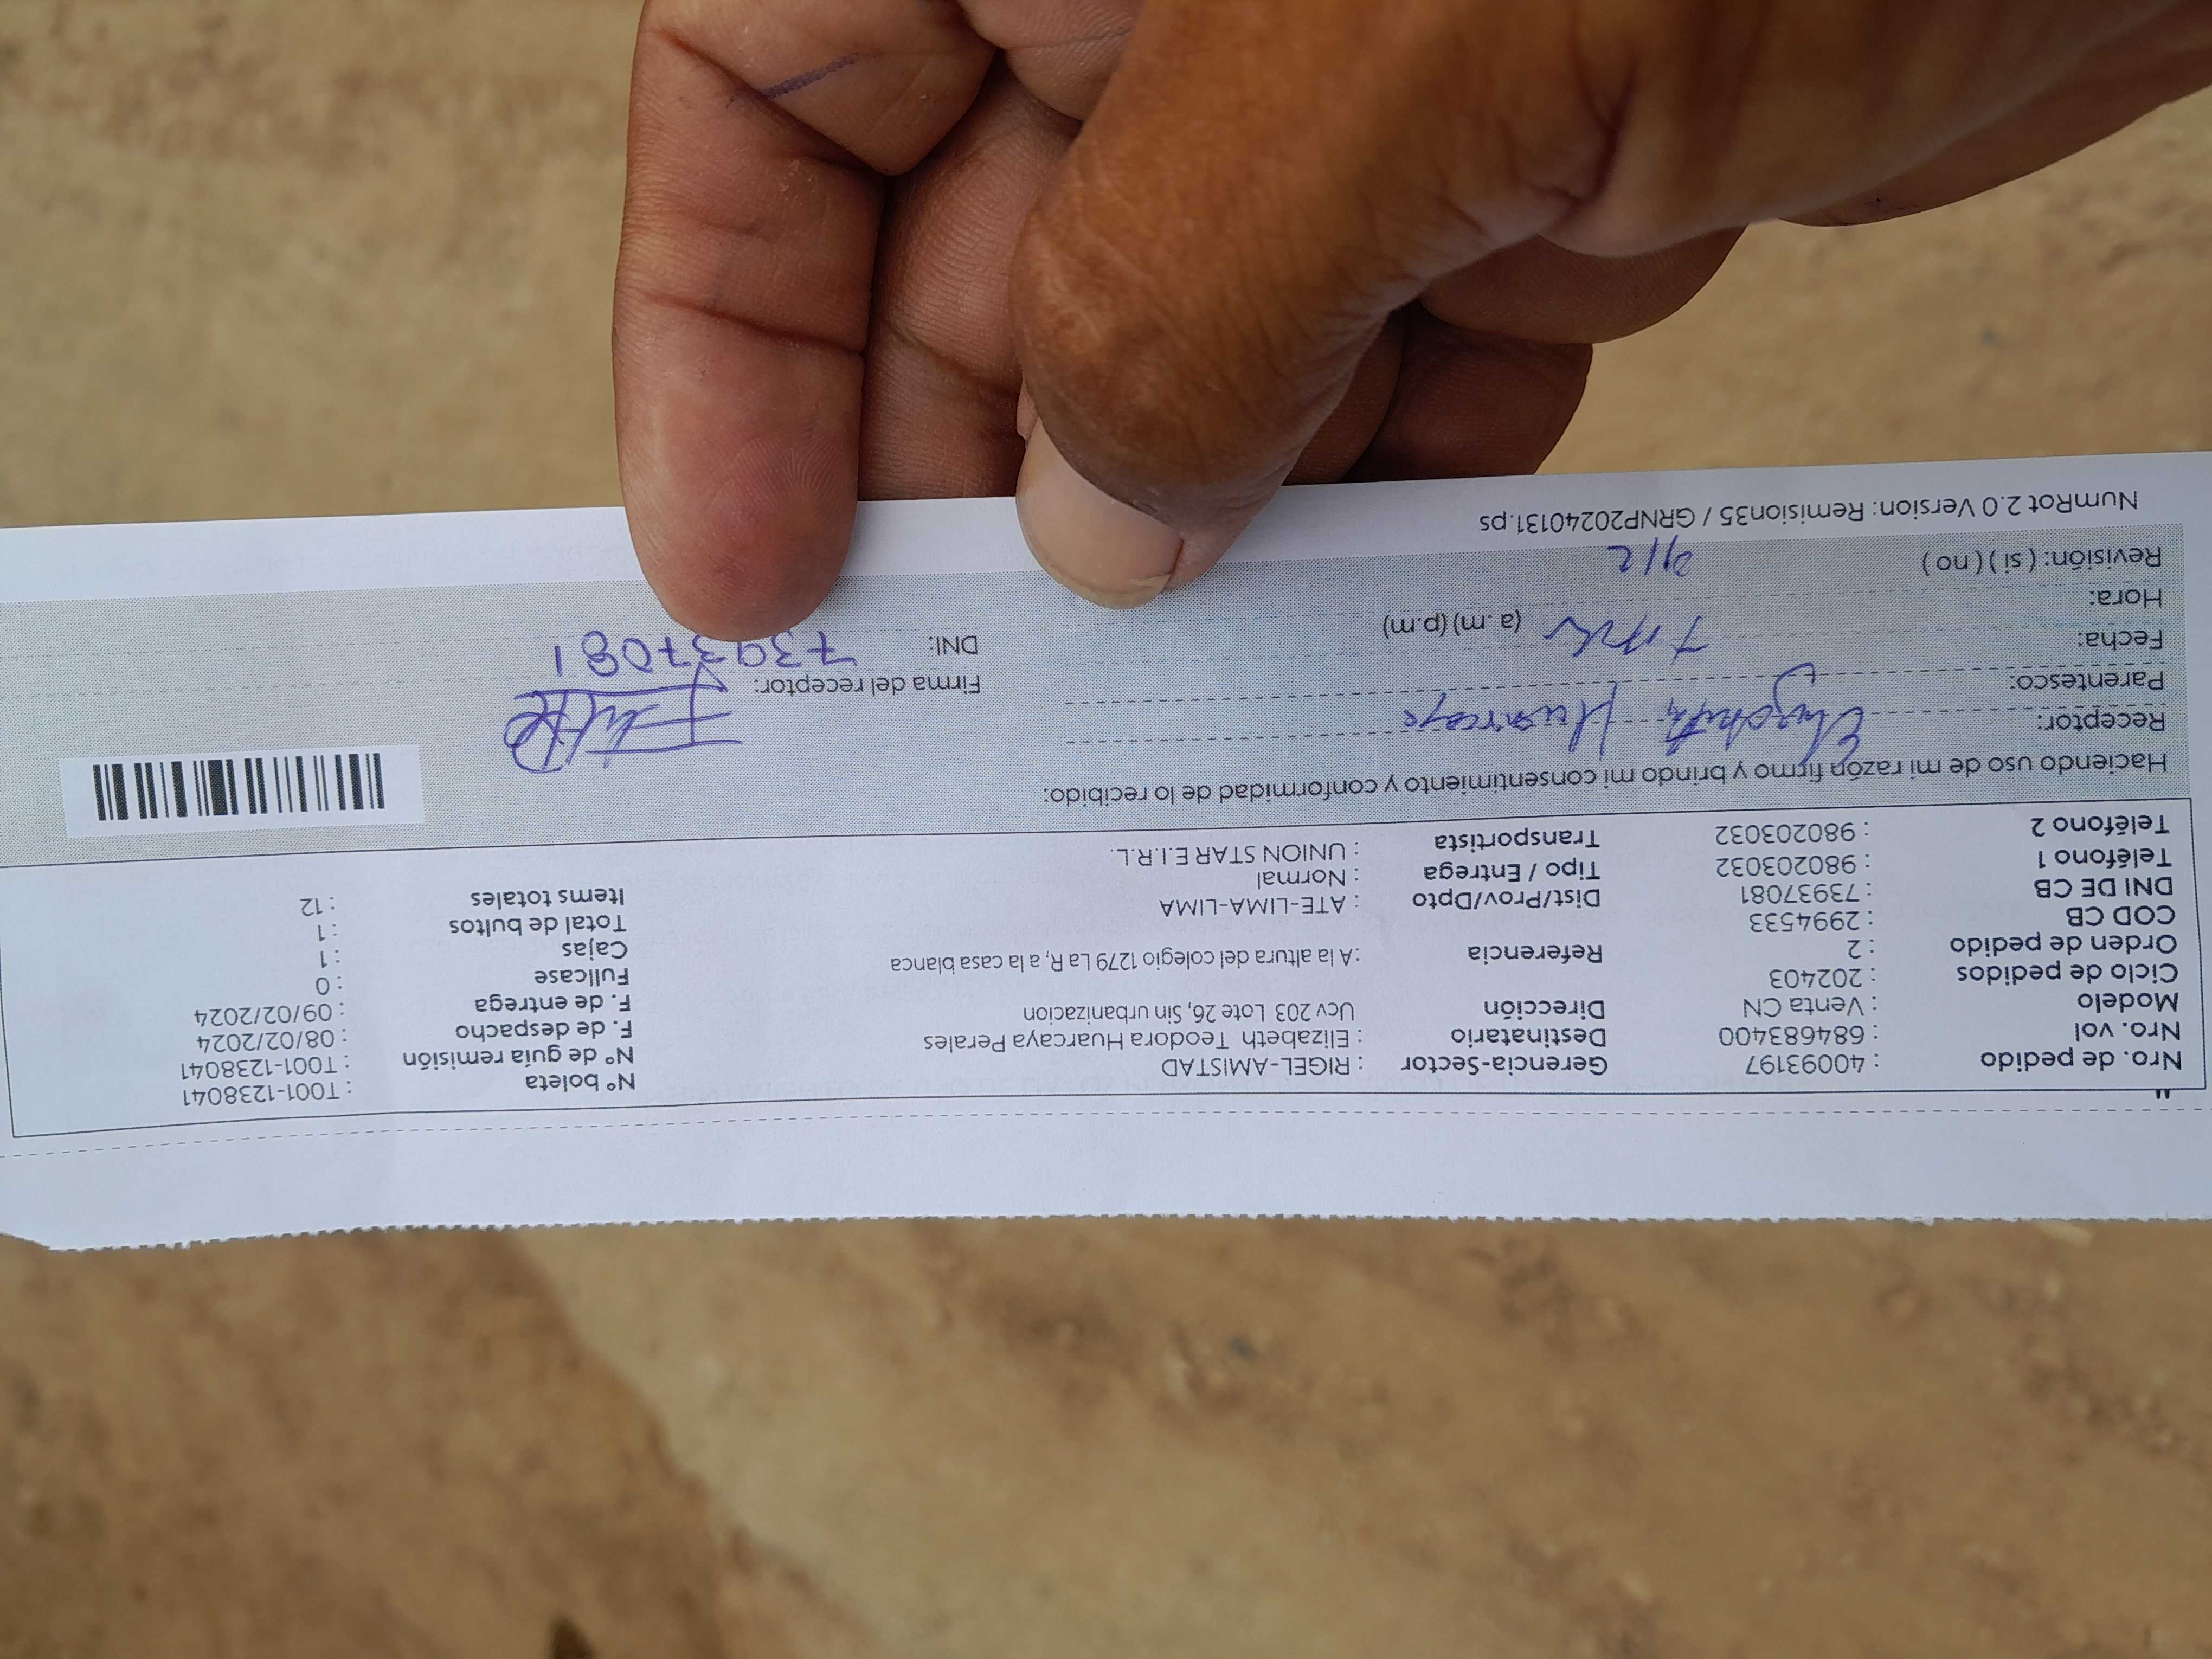 "
Nro. de pedido : 40093197 Gerencia-Sector : RIGEL-AMISTAD Nº boleta : T001-1238041
Nro. vol : 684683400 Destinatario : Elizabeth Teodora Huarcaya Perales Nº de guía remisión : T001-1238041
Modelo : Venta CN Dirección Ucv 203 Lote 26, Sin urbanizacion F. de despacho : 08/02/2024
Ciclo de pedidos : 202403 F. de entrega : 09/02/2024
Orden de pedido : 2 Referencia : A la altura del colegio 1279 La R, a la casa blanca Fullcase : 0
COD CB : 2994533 Cajas : 1
DNI DE CB : 73937081 Dist/Prov/Dpto : ATE-LIMA-LIMA Total de bultos : 1
Teléfono 1 : 980203032 Tipo / Entrega : Normal Items totales : 12
Teléfono 2 : 980203032 Transportista : UNION STAR E.I.R.L.
Haciendo uso de mi razón firmo y brindo mi consentimiento y conformidad de lo recibido:
Receptor: Elizabeth Huarcaya
Parentesco: Firma del receptor:
Fecha: DNI: 73937081
Hora: (a.m) (p.m)
Revisión: (si) (no) 9/2
NumRot 2.0 Version: Remision35 / GRNP20240131.ps